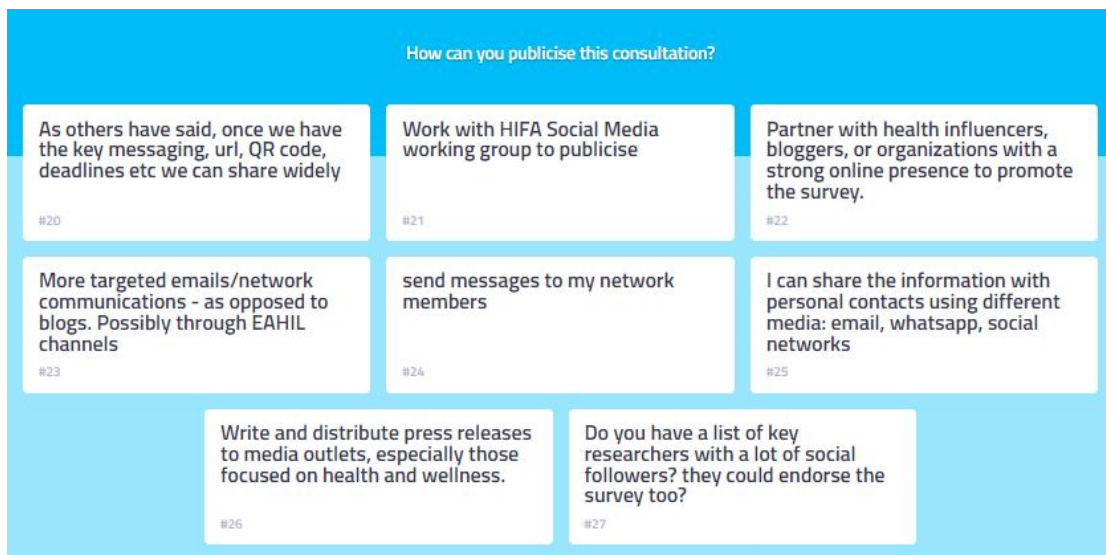 How can you publicise this consultation?
As others have said, once we have
the key messaging, url, QR code,
deadlines etc we can share widely
#20
Work with HIFA Social Media
working group to publicise
#21
Partner with health influencers,
bloggers, or organizations with a
strong online presence to promote
the survey.
#22
More targeted emails/network
communications - as opposed to
blogs. Possibly through EAHIL
channels
#23
send messages to my network
members
#24
I can share the information with
personal contacts using different
media: email, whatsapp, social
networks
#25
Write and distribute press releases
to media outlets, especially those
focused on health and wellness.
#26
Do you have a list of key
researchers with a lot of social
followers? they could endorse the
survey too?
#27